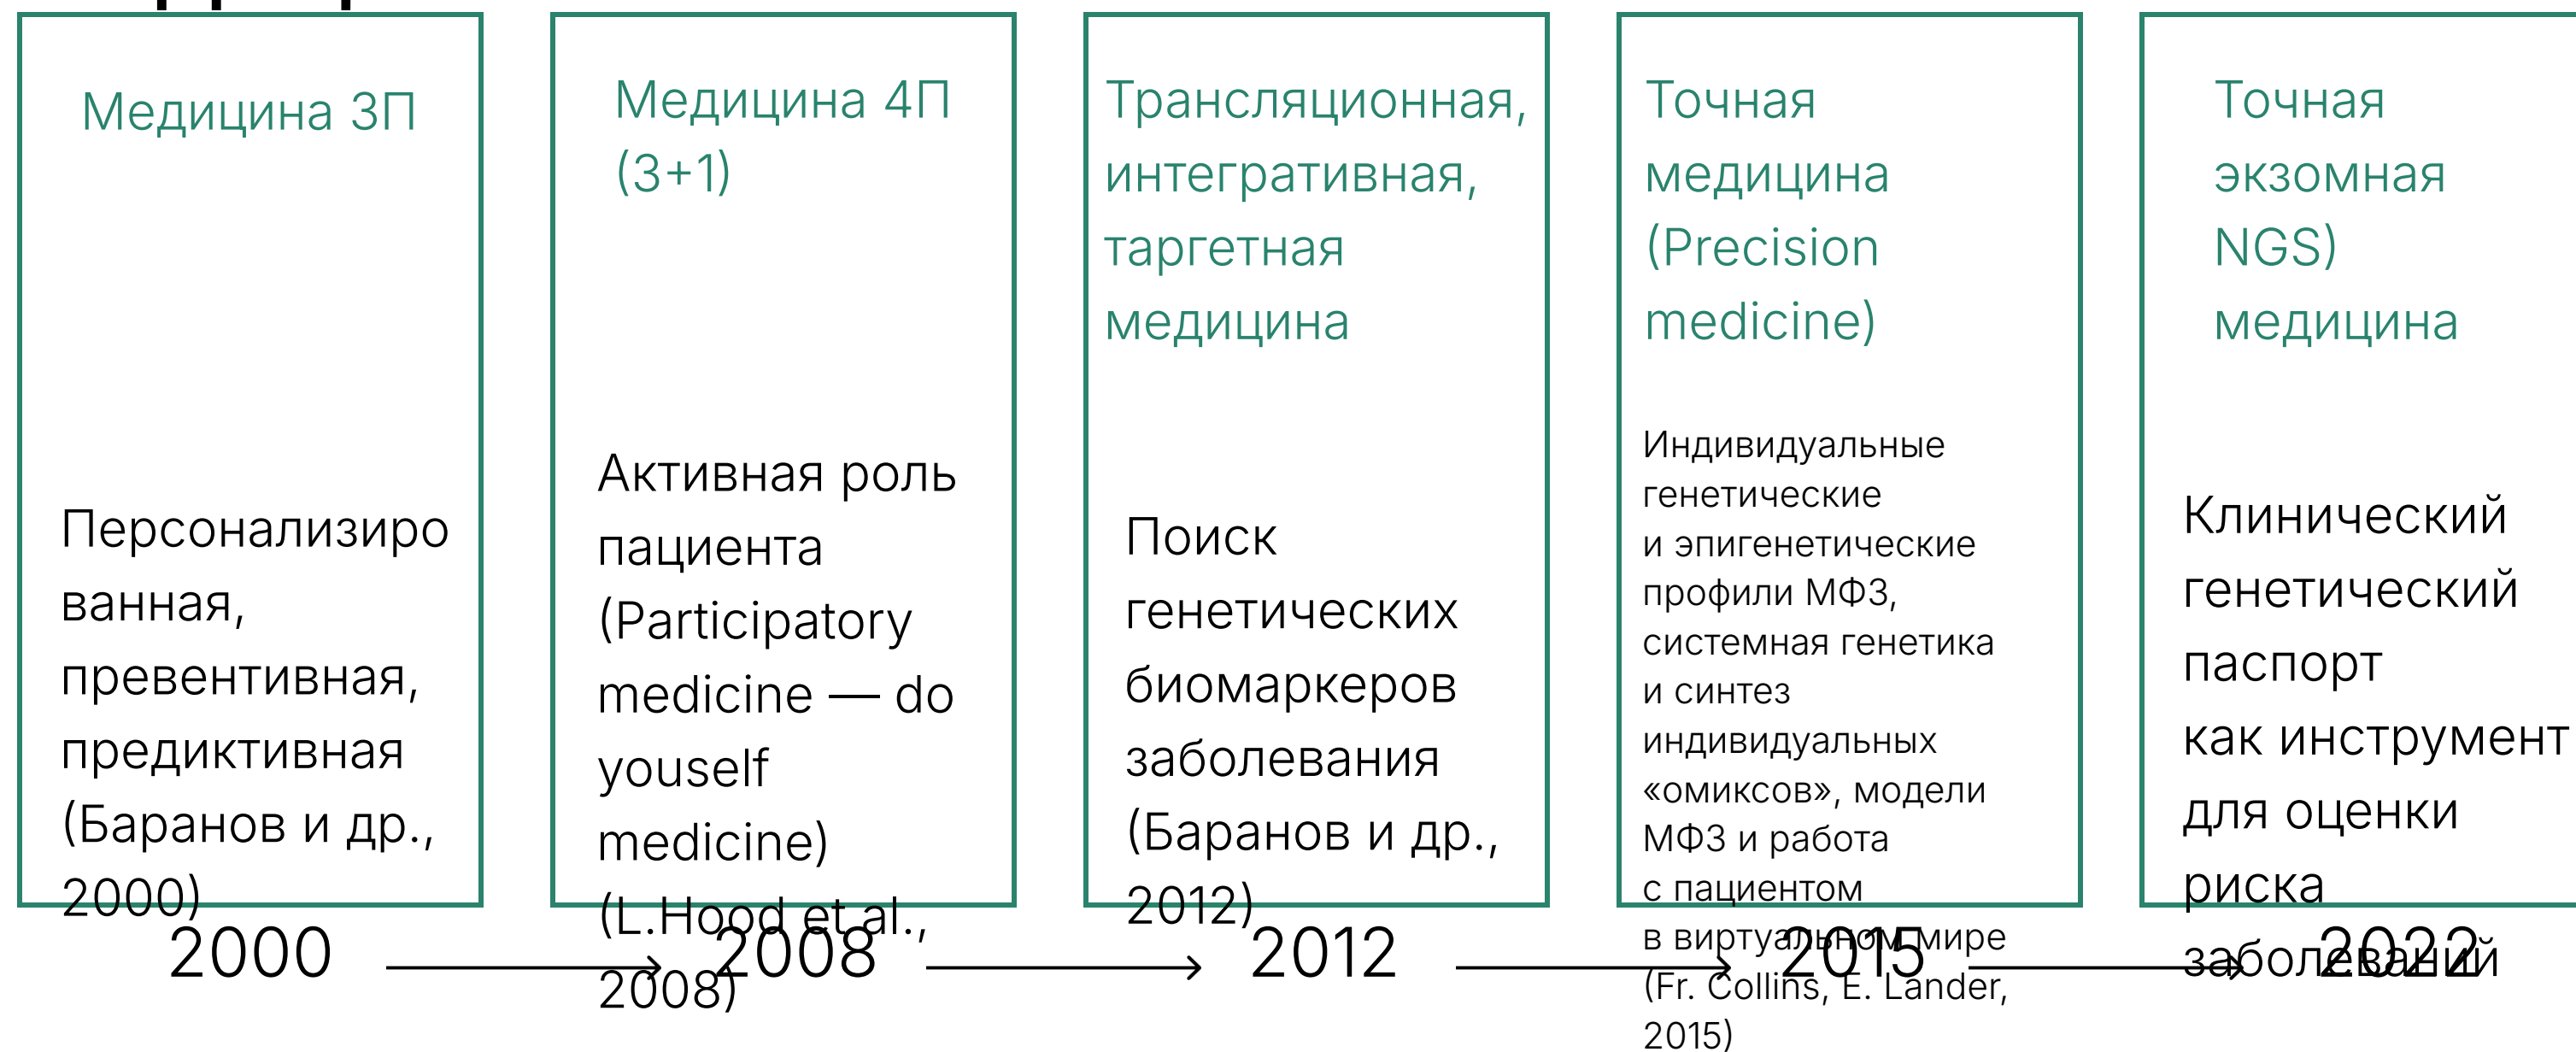 Медицина 3П
Персонализиро
ванная,
превентивная,
предиктивная
(Баранов и др.,
2000)
2000
Медицина 4П
(3+1)
Активная роль
пациента
(Participatory
medicine — do
youself
medicine)
(L.Hood et al.,
2008)
2008
Трансляционная,
интегративная,
таргетная
медицина
Поиск
генетических
биомаркеров
заболевания
(Баранов и др.,
2012)
2012
Точная
медицина
(Precision
medicine)
Индивидуальные
генетические
и эпигенетические
профили МФЗ,
системная генетика
и синтез
индивидуальных
«омиксов», модели
МФЗ и работа
с пациентом
в виртуальном мире
(Fr. Collins, E. Lander,
2015)
2015
Точная
экзомная
NGS)
медицина
Клинический
генетический
паспорт
как инструмент
для оценки
риска
заболеваний
2022